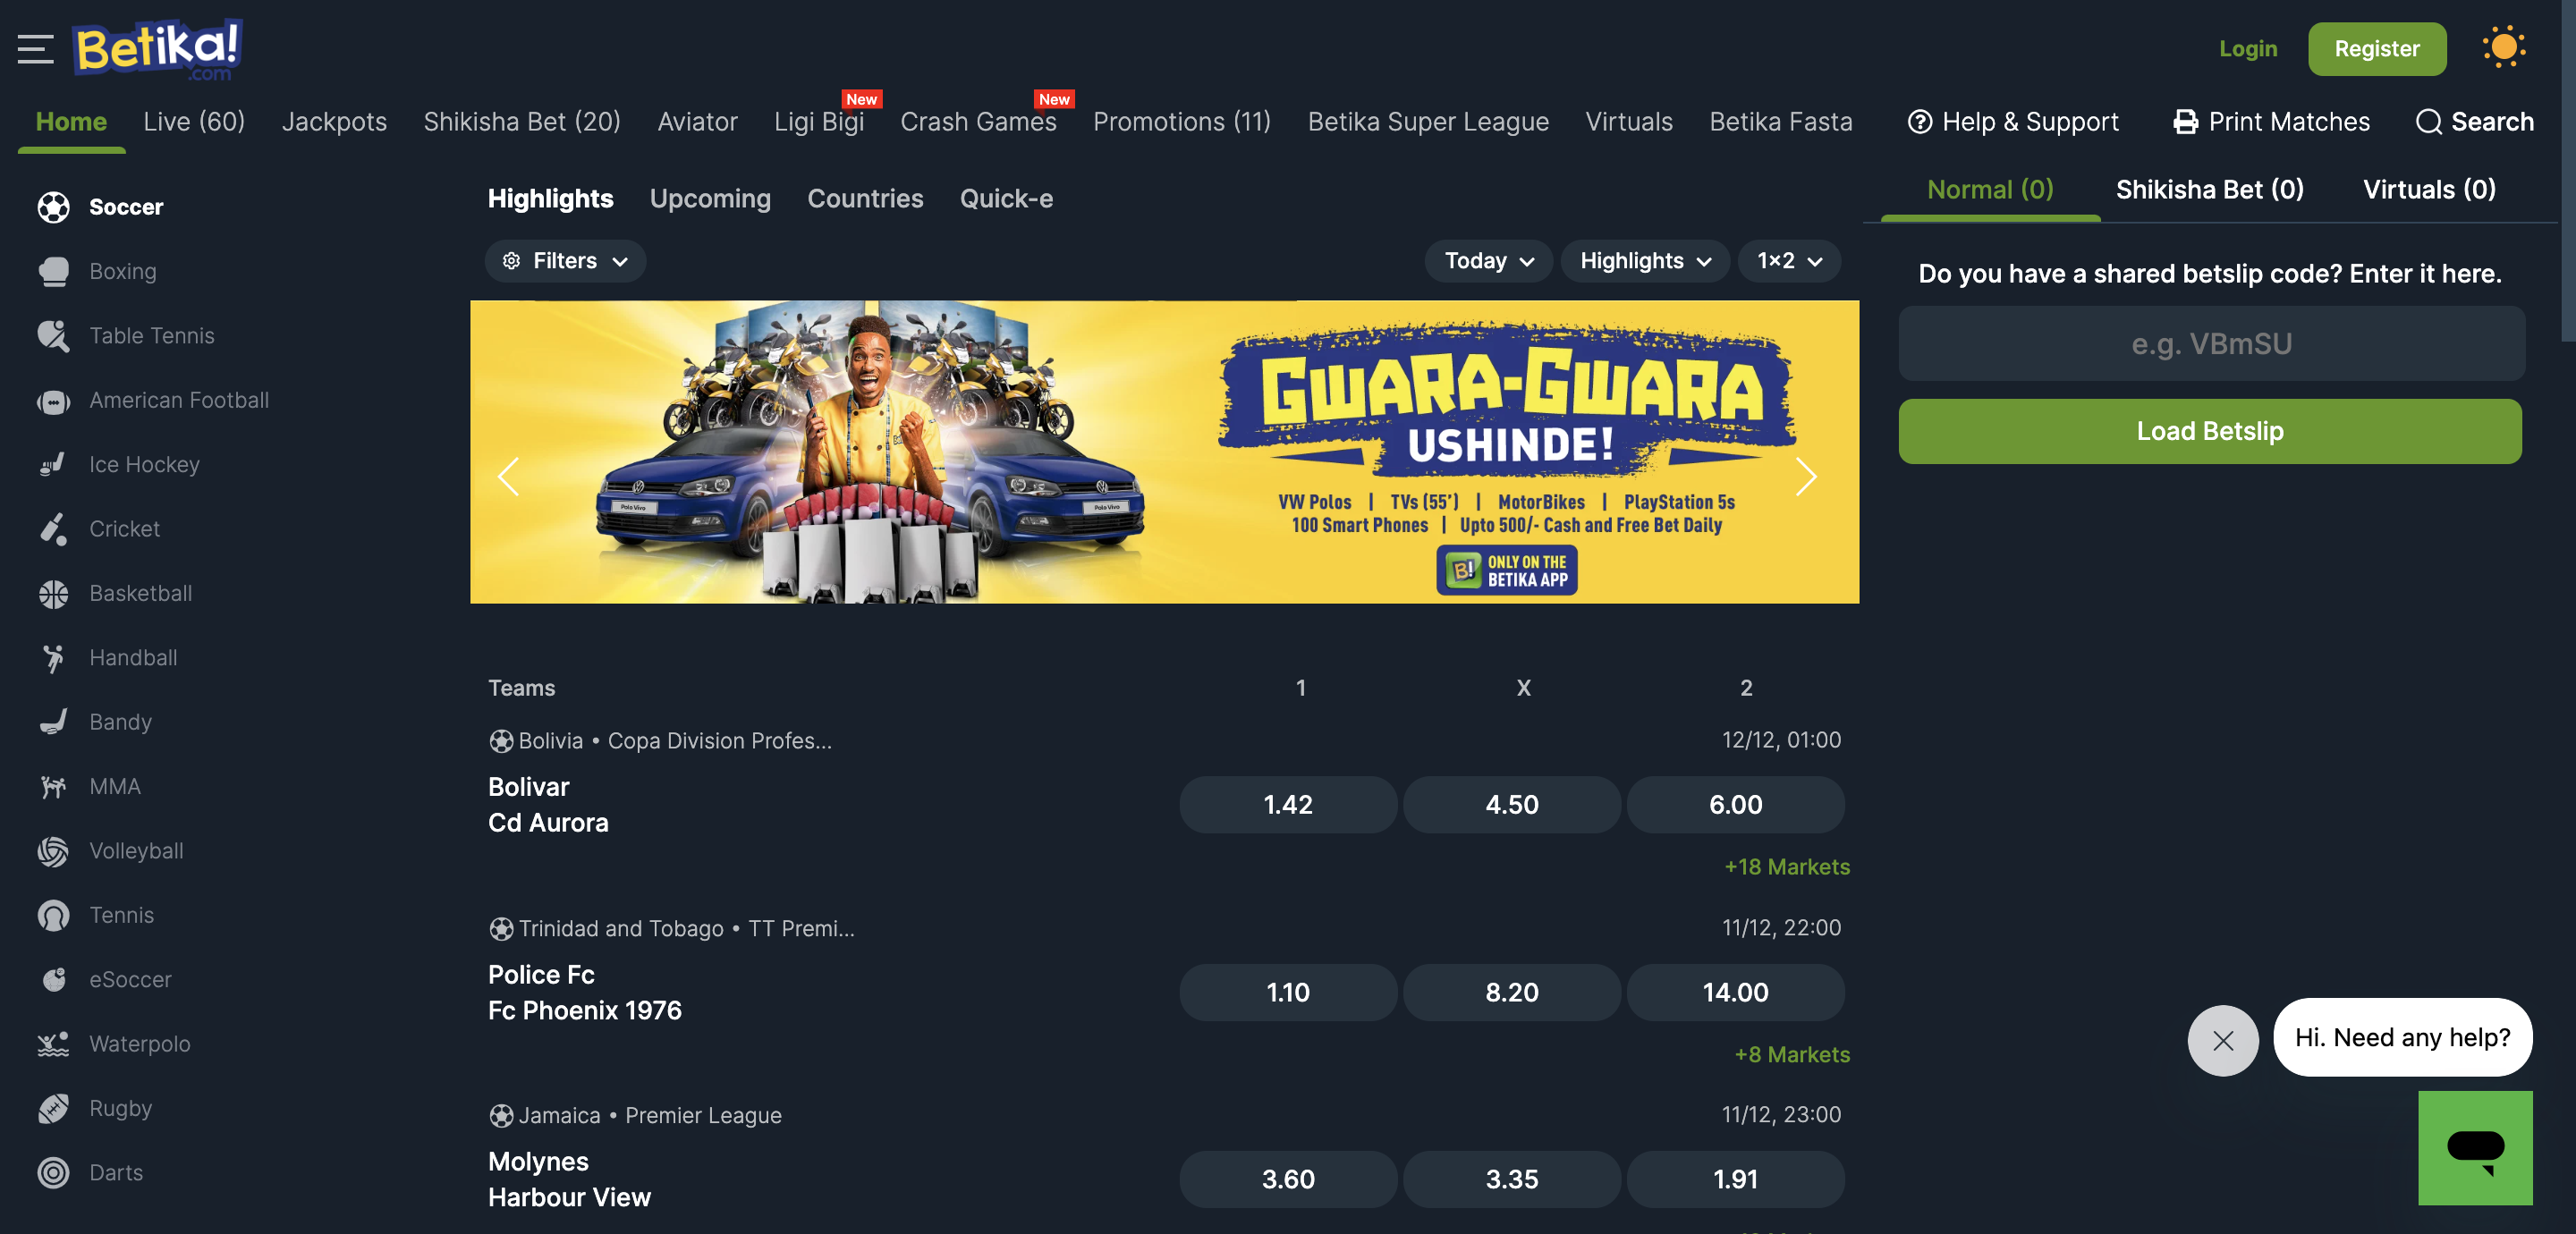 Betika!
.com
Login
Register
Home
Live (60)
Jackpots
Shikisha Bet (20)
Aviator
Ligi Bigi
New
Crash Games
New
Promotions (11)
Betika Super League
Virtuals
Betika Fasta
Help & Support
Print Matches
Search
Soccer
Boxing
Table Tennis
American Football
Ice Hockey
Cricket
Basketball
Handball
Bandy
MMA
Volleyball
Tennis
eSoccer
Waterpolo
Rugby
Darts
Highlights
Upcoming
Countries
Quick-e
Filters
Today
Highlights
1×2
GWARA-GWARA
USHINDE!
VW Polos | TVs (55') | MotorBikes | PlayStation 5s
100 Smart Phones | Upto 500/- Cash and Free Bet Daily
B!
ONLY ON THE
BETIKA APP
Polo Vivo
Polo Vivo
Teams 1 X 2
Bolivia • Copa Division Profes... 12/12, 01:00
Bolivar
Cd Aurora
1.42 4.50 6.00
+18 Markets
Trinidad and Tobago • TT Premi... 11/12, 22:00
Police Fc
Fc Phoenix 1976
1.10 8.20 14.00
+8 Markets
Jamaica • Premier League 11/12, 23:00
Molynes
Harbour View
3.60 3.35 1.91
Normal (0)
Shikisha Bet (0)
Virtuals (0)
Do you have a shared betslip code? Enter it here.
e.g. VBmSU
Load Betslip
Hi. Need any help?